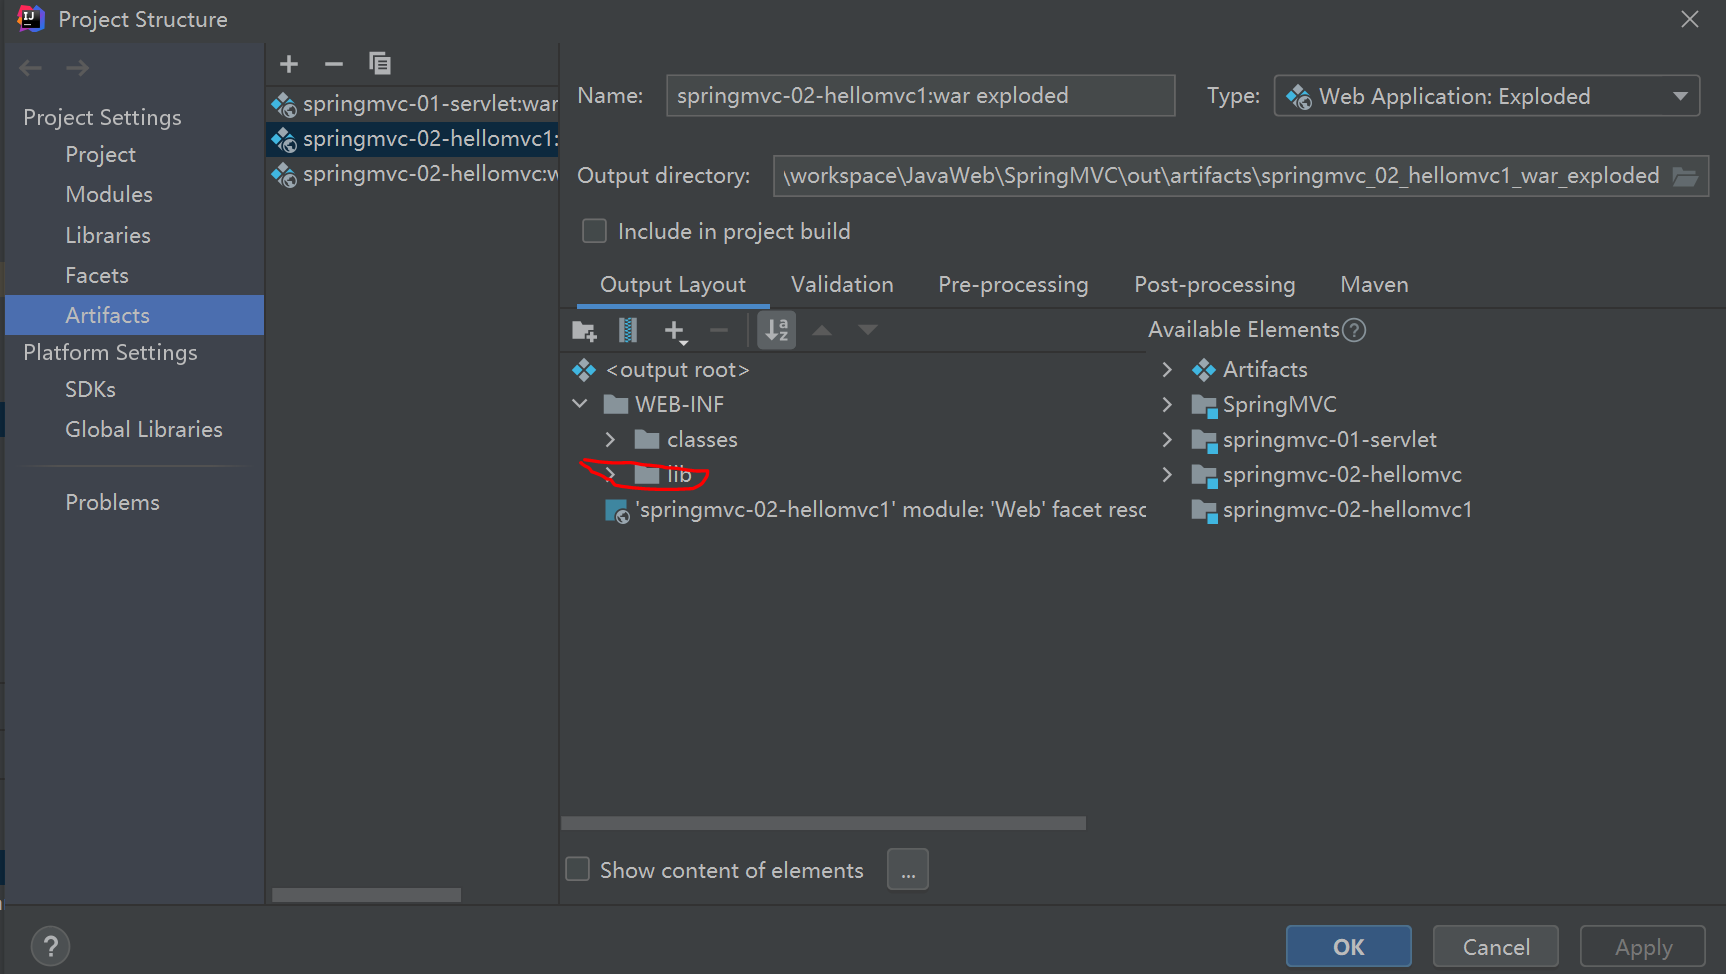 Project Structure
Project Settings
Project
Modules
Libraries
Facets
Artifacts
Platform Settings
SDKs
Global Libraries
Problems
springmvc-01-servlet:war
springmvc-02-hellomvc1:
springmvc-02-hellomvc:w
Name: springmvc-02-hellomvc1:war exploded Type: Web Application: Exploded
Output directory: \workspace\JavaWeb\SpringMVC\out\artifacts\springmvc_02_hellomvc1_war_exploded
Include in project build
Output Layout Validation Pre-processing Post-processing Maven
<output root>
WEB-INF
classes
lib
'springmvc-02-hellomvc1' module: 'Web' facet resc
Available Elements ?
Artifacts
SpringMVC
springmvc-01-servlet
springmvc-02-hellomvc
springmvc-02-hellomvc1
Show content of elements ...
? OK Cancel Apply